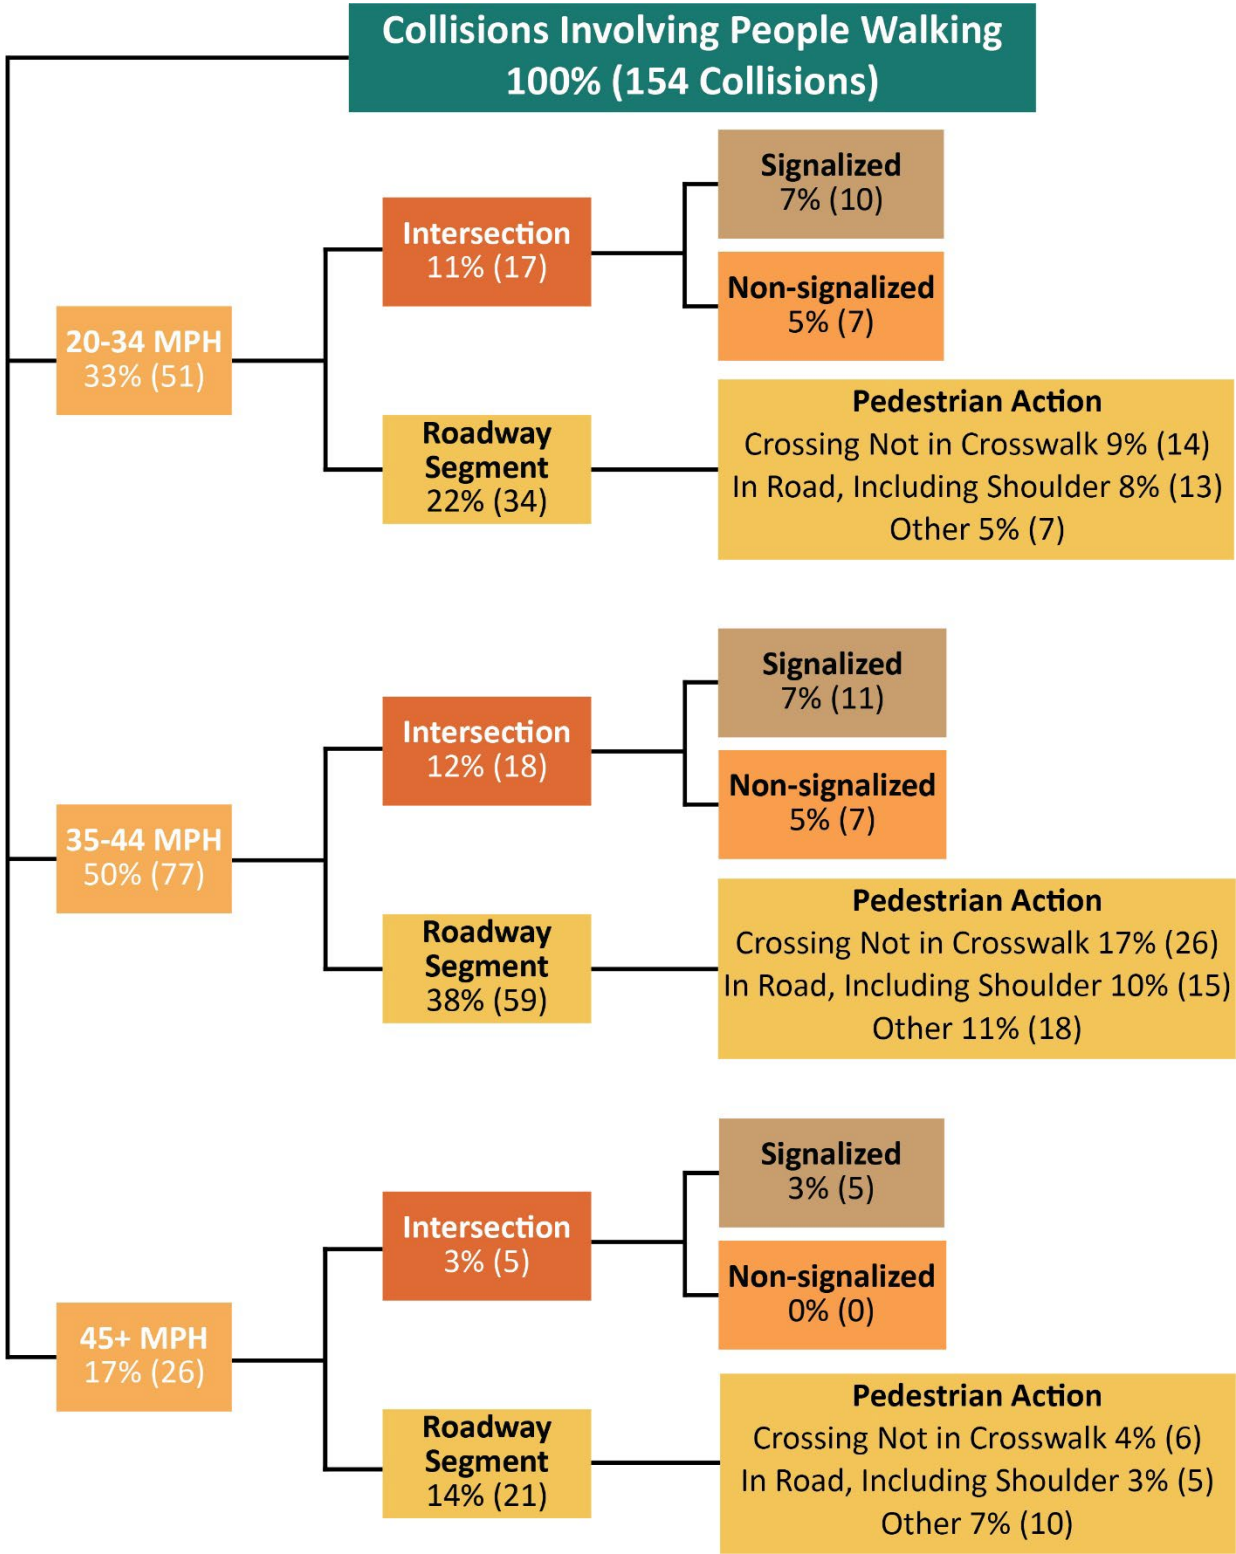 Collisions Involving People Walking
100% (154 Collisions)
20-34 MPH
33% (51)
Intersection
11% (17)
Signalized
7% (10)
Non-signalized
5% (7)
Roadway
Segment
22% (34)
Pedestrian Action
Crossing Not in Crosswalk 9% (14)
In Road, Including Shoulder 8% (13)
Other 5% (7)
35-44 MPH
50% (77)
Intersection
12% (18)
Signalized
7% (11)
Non-signalized
5% (7)
Roadway
Segment
38% (59)
Pedestrian Action
Crossing Not in Crosswalk 17% (26)
In Road, Including Shoulder 10% (15)
Other 11% (18)
45+ MPH
17% (26)
Intersection
3% (5)
Signalized
3% (5)
Non-signalized
0% (0)
Roadway
Segment
14% (21)
Pedestrian Action
Crossing Not in Crosswalk 4% (6)
In Road, Including Shoulder 3% (5)
Other 7% (10)